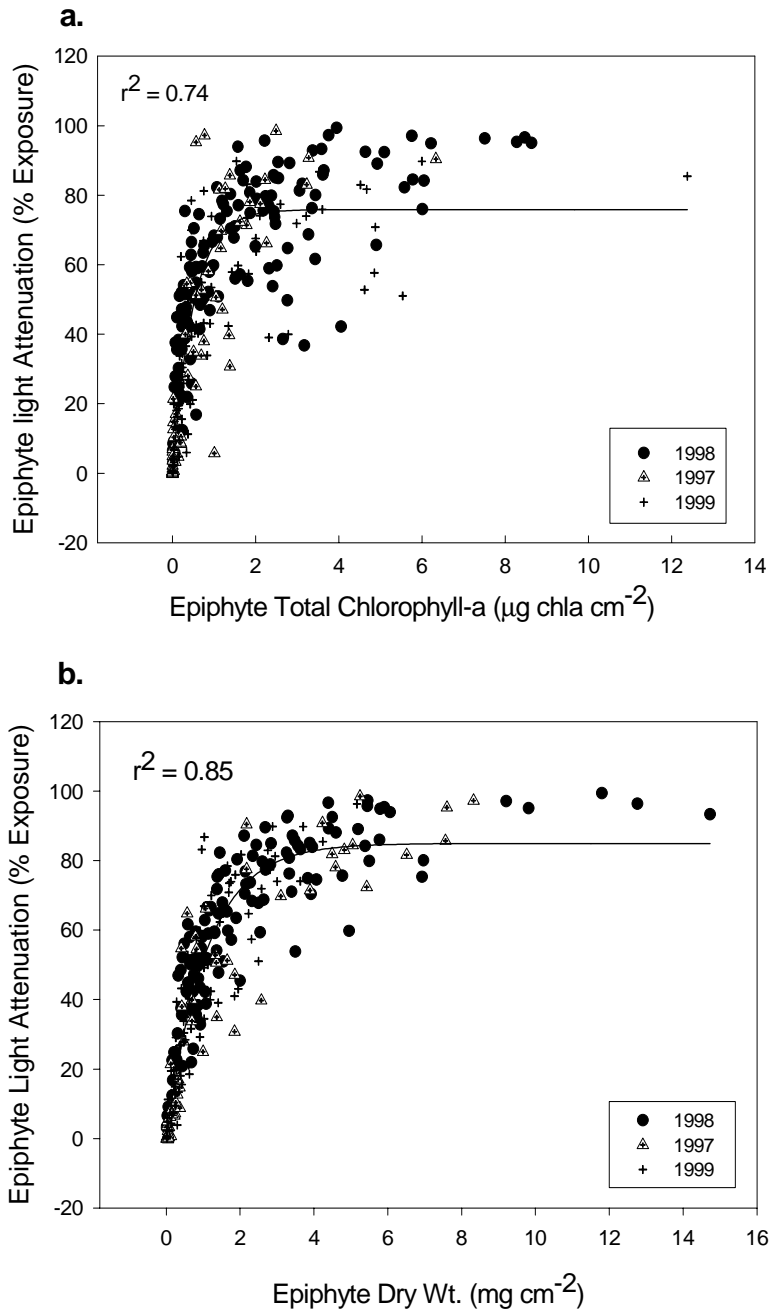 a.
120
r² = 0.74
100
80
60
40
20
0
-20
Epiphyte light Attenuation (% Exposure)
1998
1997
1999
0 2 4 6 8 10 12 14
Epiphyte Total Chlorophyll-a (μg chla cm⁻²)
b.
120
r² = 0.85
100
80
60
40
20
0
-20
Epiphyte Light Attenuation (% Exposure)
1998
1997
1999
0 2 4 6 8 10 12 14 16
Epiphyte Dry Wt. (mg cm⁻²)